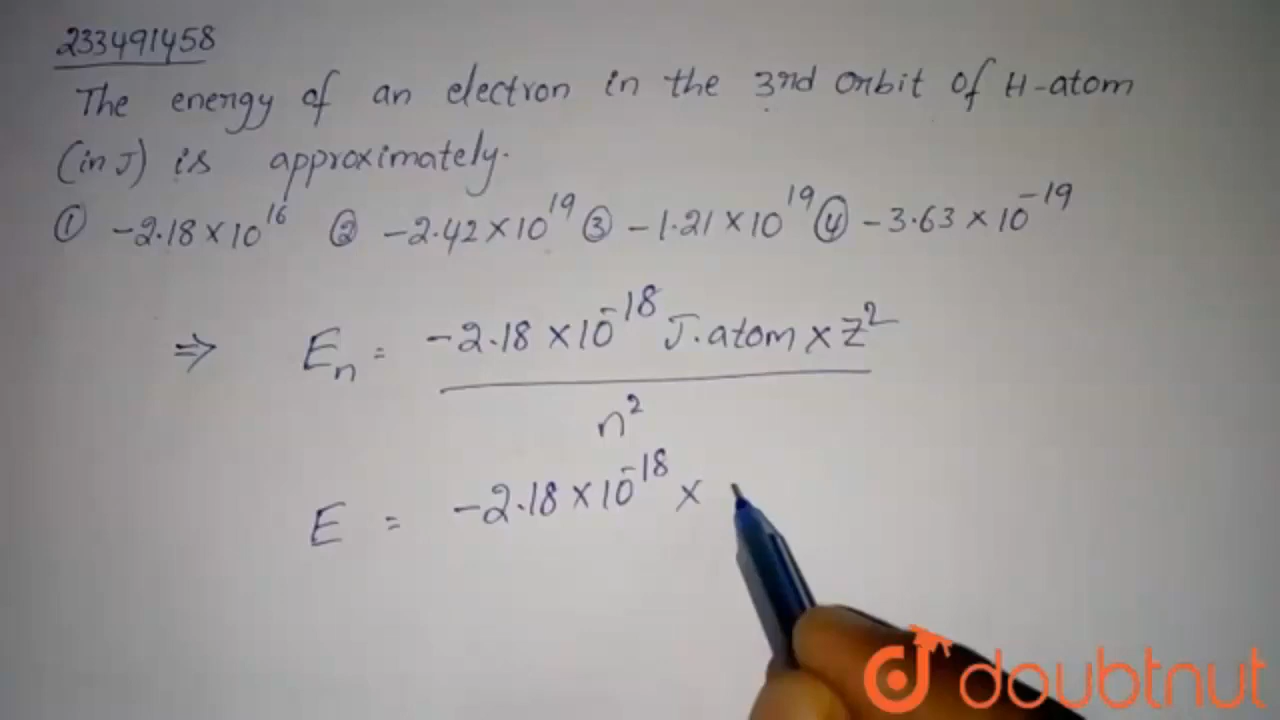 233491458
The energy of an electron in the 3rd orbit of H-atom
(in J) is approximately.
① -2.18 × 10^16 ② -2.42 × 10^19 ③ -1.21 × 10^19 ④ -3.63 × 10^-19
⇒ En = -2.18 × 10^-18 J.atom × Z^2
n^2
E = -2.18 × 10^-18 ×
doubtnut